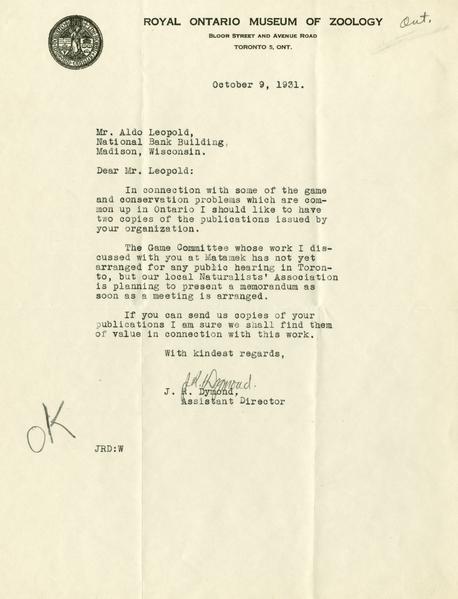 ROYAL ONTARIO MUSEUM OF ZOOLOGY
BLOOR STREET AND AVENUE ROAD
TORONTO 5, ONT.
Ont.
October 9, 1931.
Mr. Aldo Leopold,
National Bank Building,
Madison, Wisconsin.
Dear Mr. Leopold:
In connection with some of the game
and conservation problems which are com-
mon up in Ontario I should like to have
two copies of the publications issued by
your organization.
The Game Committee whose work I dis-
cussed with you at Matamek has not yet
arranged for any public hearing in Toron-
to, but our local Naturalists' Association
is planning to present a memorandum as
soon as a meeting is arranged.
If you can send us copies of your
publications I am sure we shall find them
of value in connection with this work.
With kindest regards,
J.R. Dymond.
J. R. Dymond,
Assistant Director
OK
JRD:W